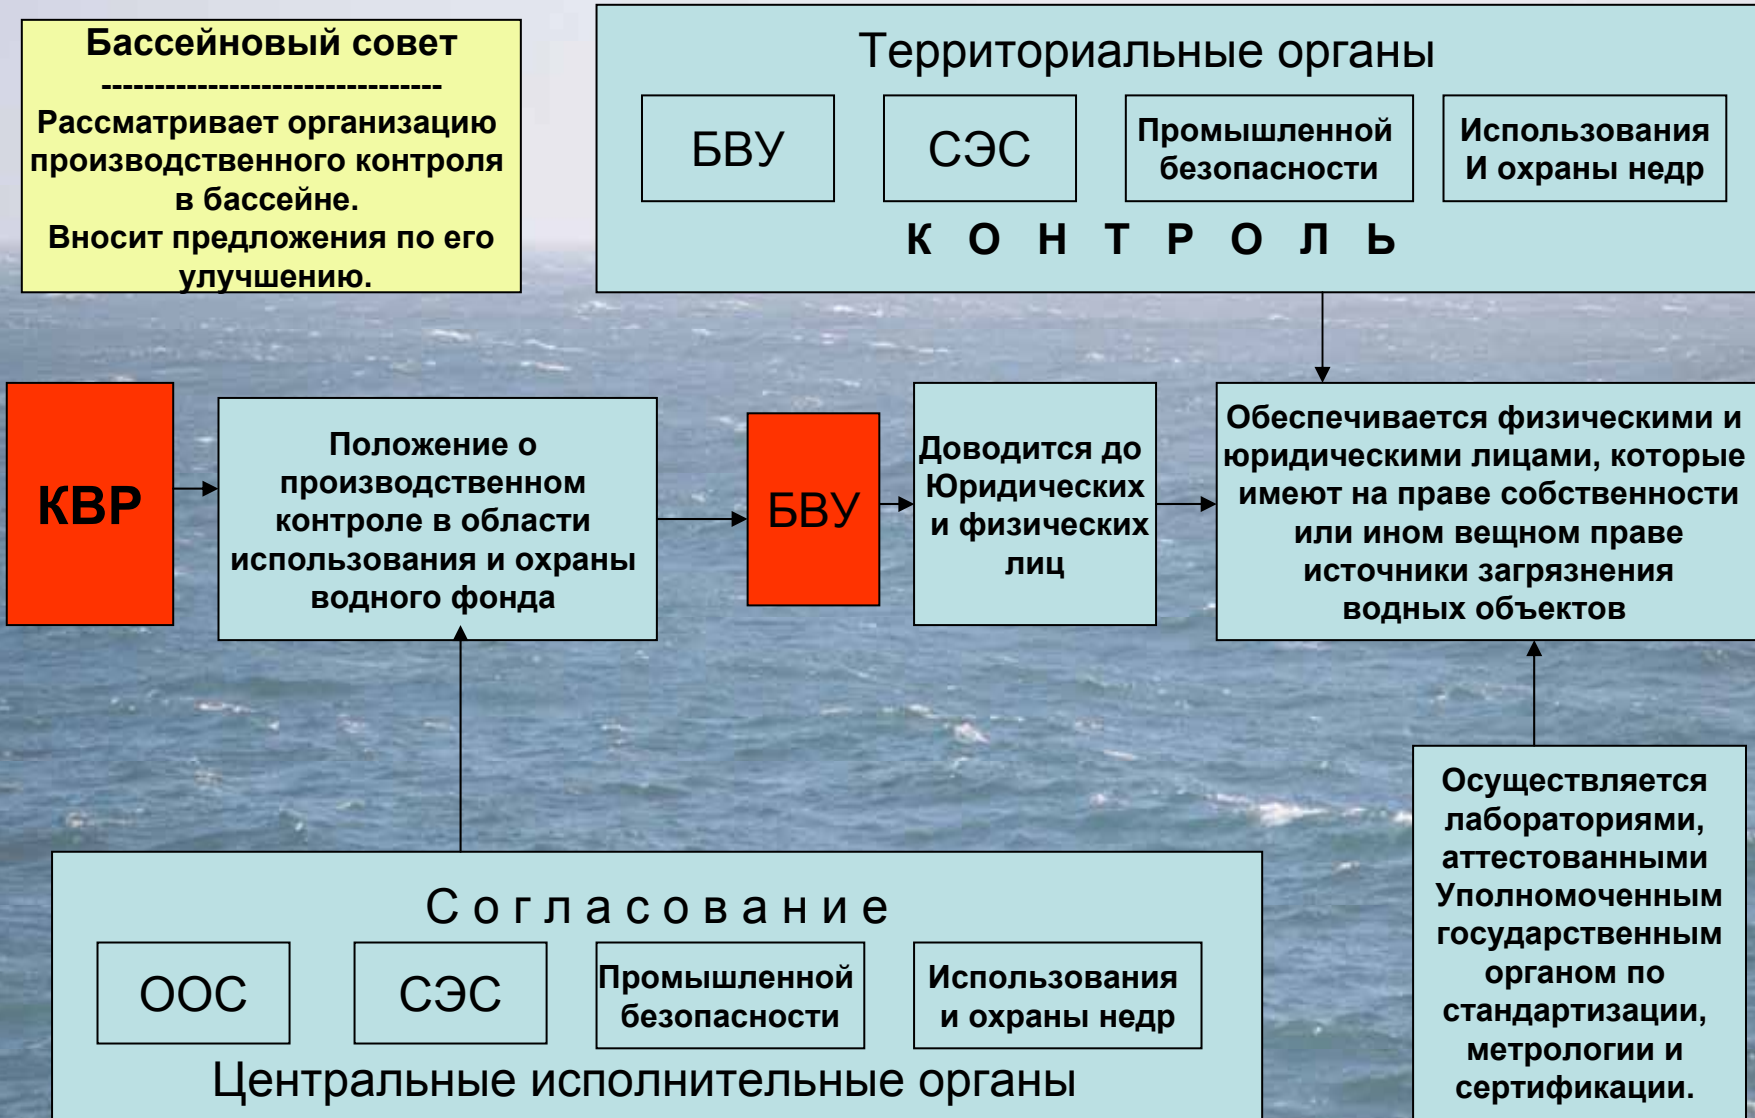 Бассейновый совет
--------------------------------
Рассматривает организацию
производственного контроля
в бассейне.
Вносит предложения по его
улучшению.
Территориальные органы
БВУ
СЭС
Промышленной
безопасности
Использования
И охраны недр
К О Н Т Р О Л Ь
КВР
Положение о
производственном
контроле в области
использования и охраны
водного фонда
БВУ
Доводится до
Юридических
и физических
лиц
Обеспечивается физическими и
юридическими лицами, которые
имеют на праве собственности
или ином вещном праве
источники загрязнения
водных объектов
С о г л а с о в а н и е
ООС
СЭС
Промышленной
безопасности
Использования
и охраны недр
Центральные исполнительные органы
Осуществляется
лабораториями,
аттестованными
Уполномоченным
государственным
органом по
стандартизации,
метрологии и
сертификации.